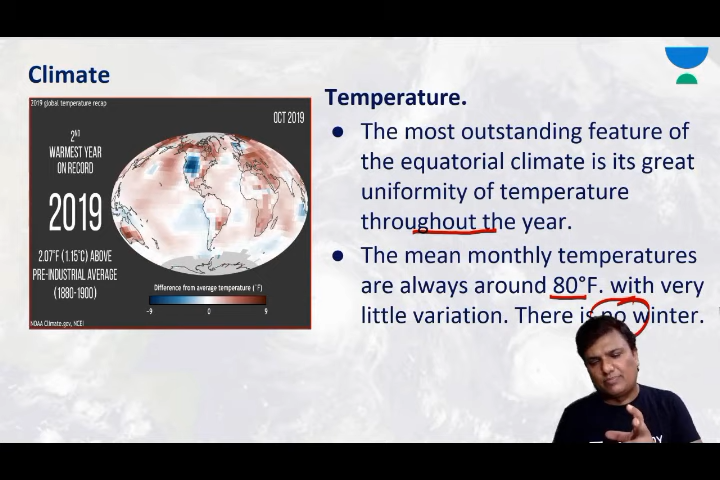 Climate
2019 global temperature recap
OCT 2019
2ND
WARMEST YEAR
ON RECORD
2019
2.07°F (1.15°C) ABOVE
PRE-INDUSTRIAL AVERAGE
(1880-1900)
Difference from average temperature (°F)
-9 0 9
NOAA Climate.gov, NCEI
Temperature.
● The most outstanding feature of
the equatorial climate is its great
uniformity of temperature
throughout the year.
● The mean monthly temperatures
are always around 80°F. with very
little variation. There is no winter.